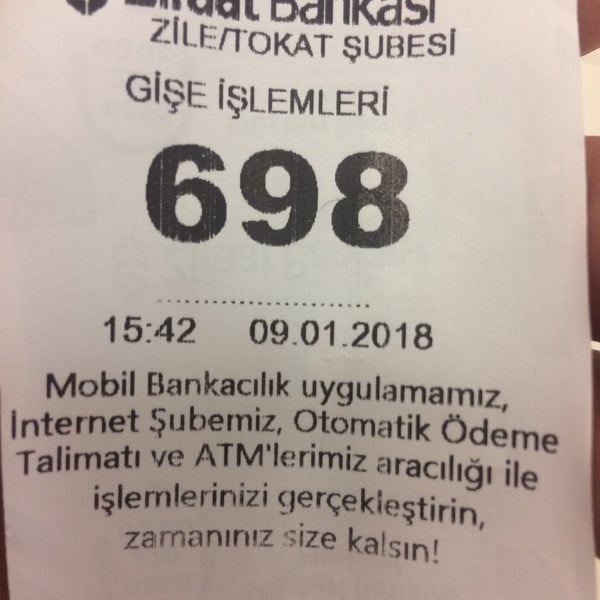 Ziraat Bankası
ZİLE/TOKAT ŞUBESİ
GİŞE İŞLEMLERİ
698
15:42 09.01.2018
Mobil Bankacılık uygulamamız,
İnternet Şubemiz, Otomatik Ödeme
Talimatı ve ATM'lerimiz aracılığı ile
işlemlerinizi gerçekleştirin,
zamanınız size kalsın!